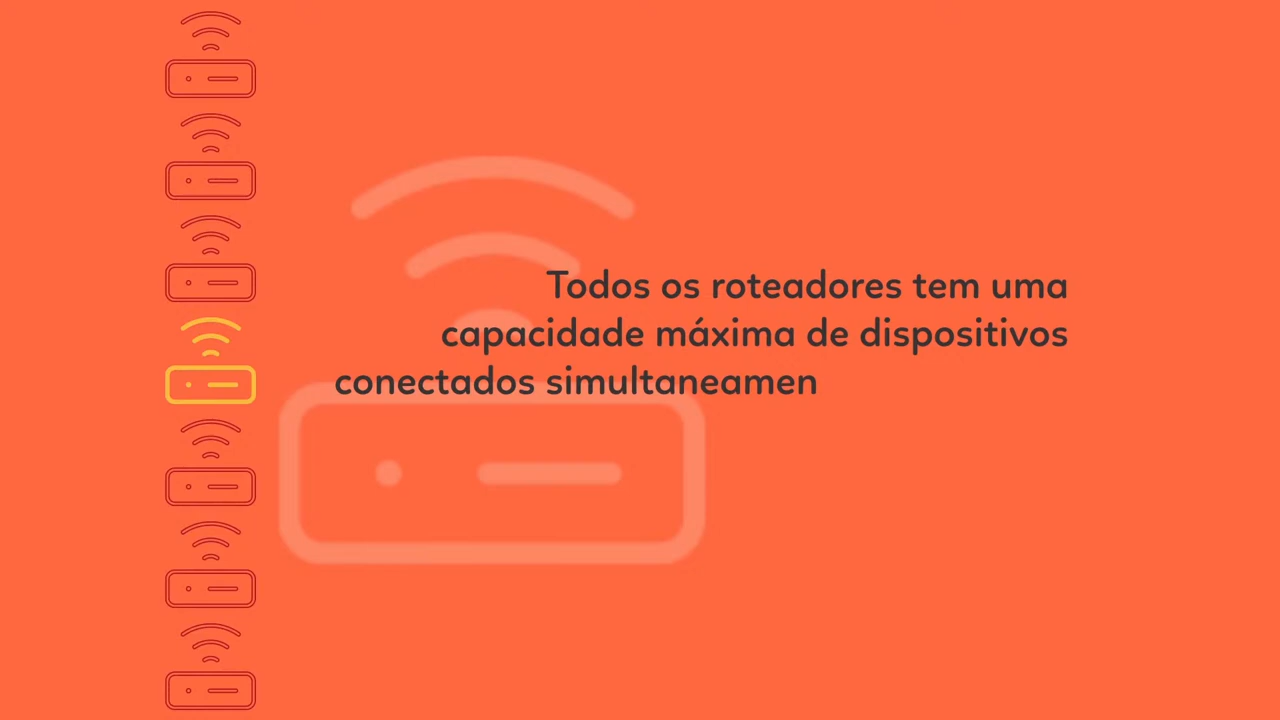 Todos os roteadores tem uma
capacidade máxima de dispositivos
conectados simultaneamen